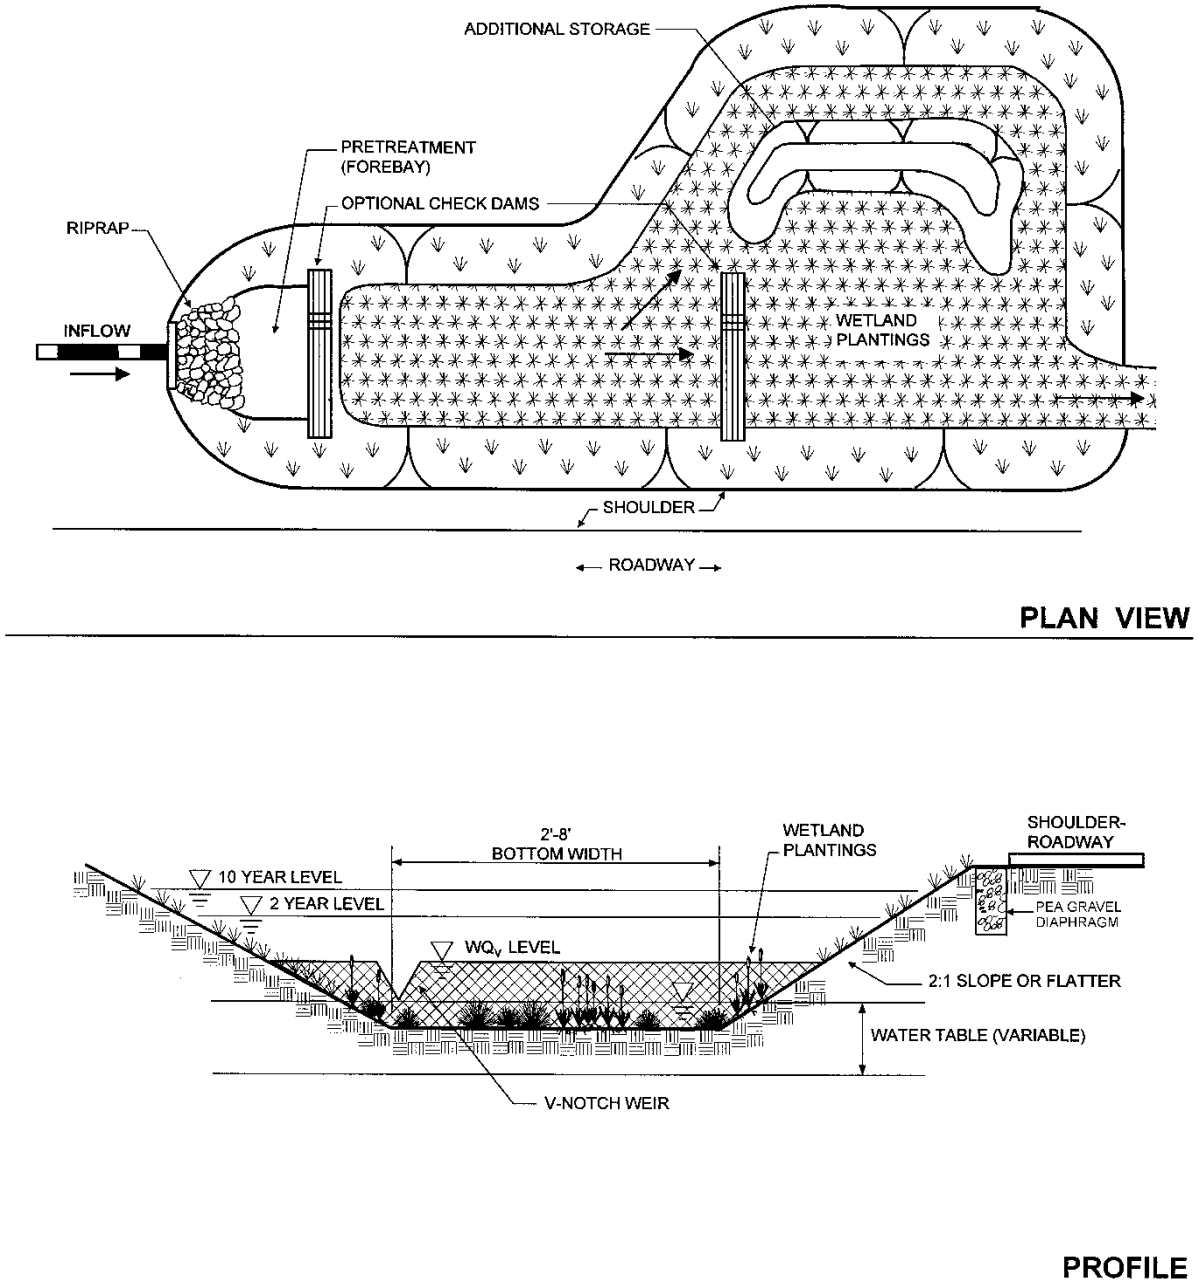 ADDITIONAL STORAGE
PRETREATMENT
(FOREBAY)
OPTIONAL CHECK DAMS
RIPRAP
INFLOW
WETLAND
PLANTINGS
SHOULDER
ROADWAY
PLAN VIEW
2'-8'
BOTTOM WIDTH
WETLAND
PLANTINGS
SHOULDER-
ROADWAY
10 YEAR LEVEL
2 YEAR LEVEL
PEA GRAVEL
DIAPHRAGM
WQv LEVEL
2:1 SLOPE OR FLATTER
WATER TABLE (VARIABLE)
V-NOTCH WEIR
PROFILE